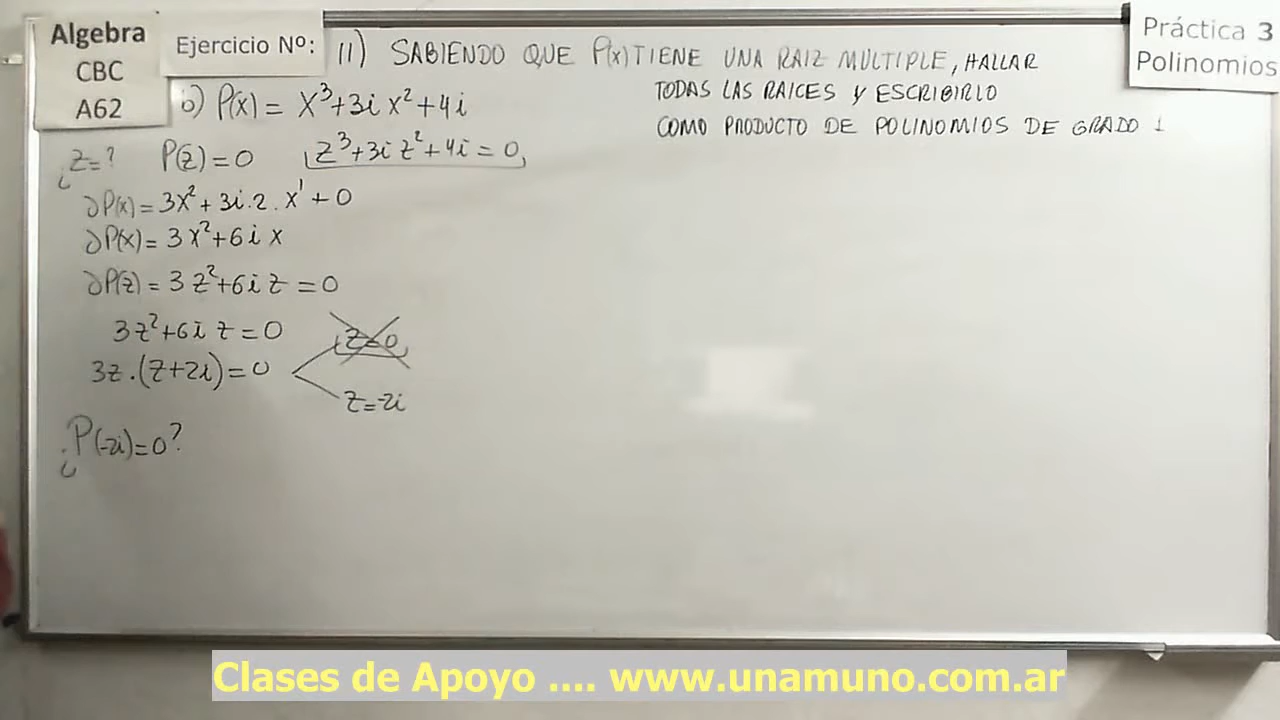 Algebra
CBC
A62
Ejercicio Nº:
11) SABIENDO QUE P(x) TIENE UNA RAIZ MULTIPLE, HALLAR
TODAS LAS RAICES Y ESCRIBIRLO
COMO PRODUCTO DE POLINOMIOS DE GRADO 1
Práctica 3
Polinomios
b) P(x) = x³+3i x²+4i
¿z=? P(z)=0 z³+3i z²+4i=0
∂P(x)=3x²+3i.2.x¹+0
∂P(x)=3x²+6i x
∂P(z)=3z²+6i z=0
3z²+6i z=0
3z.(z+2i)=0
z=0
z=-2i
¿P(-2i)=0?
Clases de Apoyo .... www.unamuno.com.ar